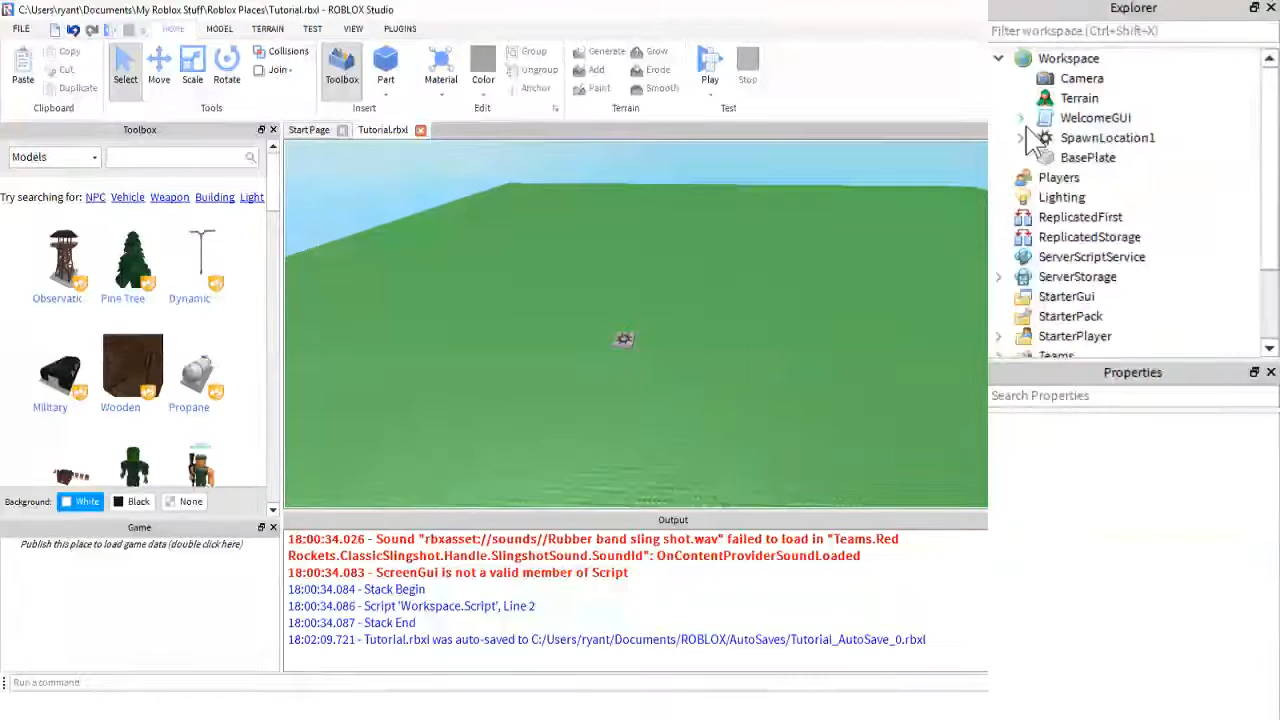 C:\Users\ryant\Documents\My Roblox Stuff\Roblox Places\Tutorial.rbxl - ROBLOX Studio
FILE HOME MODEL TERRAIN TEST VIEW PLUGINS
Paste Copy Cut Duplicate
Clipboard
Select Move Scale Rotate Collisions Join
Tools
Toolbox Part
Insert
Material Color Group Ungroup Anchor
Edit
Generate Grow
Add Erode
Paint Smooth
Terrain
Play Stop
Test
Toolbox
Models
Try searching for: NPC Vehicle Weapon Building Light
Observatic Pine Tree Dynamic
Military Wooden Propane
Background: White Black None
Game
Publish this place to load game data (double click here)
Start Page Tutorial.rbxl
Output
18:00:34.026 - Sound "rbxasset://sounds//Rubber band sling shot.wav" failed to load in "Teams.Red
Rockets.ClassicSlingshot.Handle.SlingshotSound.SoundId": OnContentProviderSoundLoaded
18:00:34.083 - ScreenGui is not a valid member of Script
18:00:34.084 - Stack Begin
18:00:34.086 - Script 'Workspace.Script', Line 2
18:00:34.087 - Stack End
18:02:09.721 - Tutorial.rbxl was auto-saved to C:/Users/ryant/Documents/ROBLOX/AutoSaves/Tutorial_AutoSave_0.rbxl
Run a command
Explorer
Filter workspace (Ctrl+Shift+X)
Workspace
Camera
Terrain
WelcomeGUI
SpawnLocation1
BasePlate
Players
Lighting
ReplicatedFirst
ReplicatedStorage
ServerScriptService
ServerStorage
StarterGui
StarterPack
StarterPlayer
Teams
Properties
Search Properties